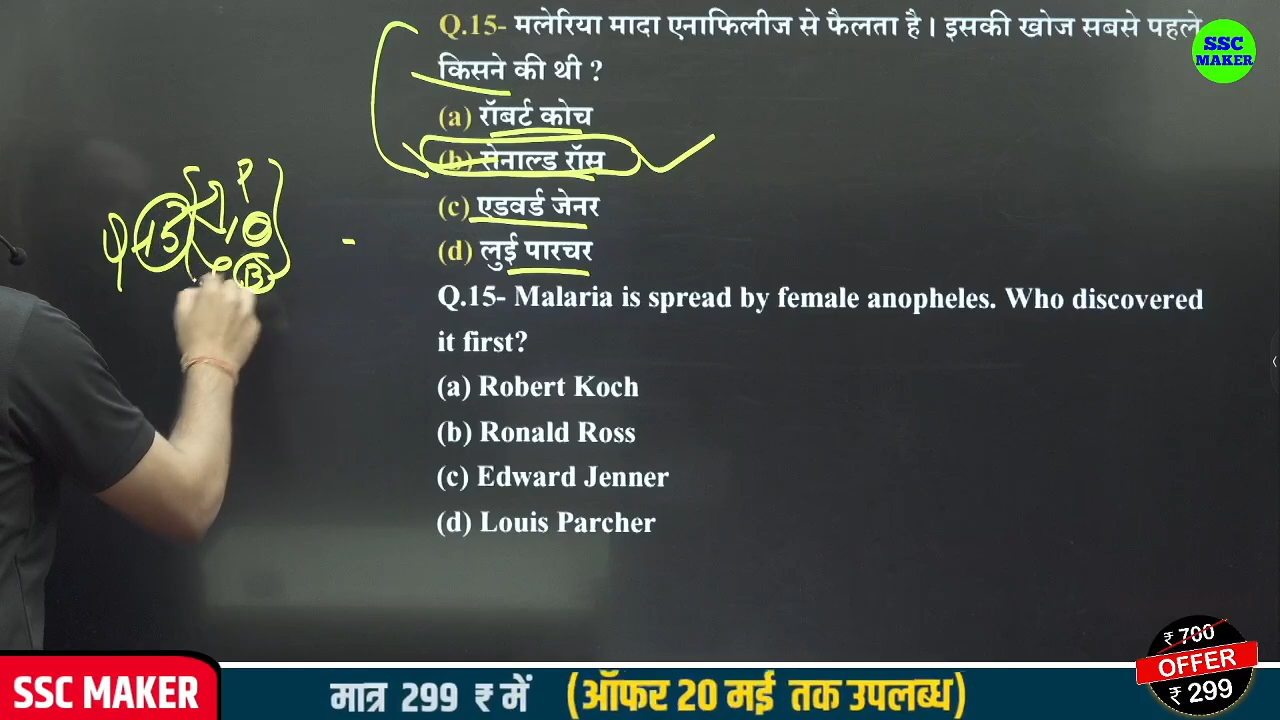 Q.15- मलेरिया मादा एनाफिलीज से फैलता है। इसकी खोज सबसे पहले
किसने की थी ?
(a) रॉबर्ट कोच
(b) रोनाल्ड रॉस
(c) एडवर्ड जेनर
(d) लुई पारचर
Q.15- Malaria is spread by female anopheles. Who discovered
it first?
(a) Robert Koch
(b) Ronald Ross
(c) Edward Jenner
(d) Louis Parcher
SSC
MAKER
₹ 700
OFFER
₹ 299
SSC MAKER
मात्र 299 ₹ में (ऑफर 20 मई तक उपलब्ध)